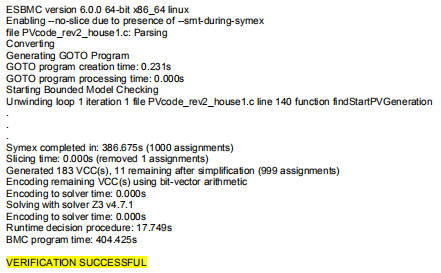 ESBMC version 6.0.0 64-bit x86_64 linux
Enabling --no-slice due to presence of --smt-during-symex
file PVcode_rev2_house1.c: Parsing
Converting
Generating GOTO Program
GOTO program creation time: 0.231s
GOTO program processing time: 0.000s
Starting Bounded Model Checking
Unwinding loop 1 iteration 1 file PVcode_rev2_house1.c line 140 function findStartPVGeneration
.
.
.
Symex completed in: 386.675s (1000 assignments)
Slicing time: 0.000s (removed 1 assignments)
Generated 183 VCC(s), 11 remaining after simplification (999 assignments)
Encoding remaining VCC(s) using bit-vector arithmetic
Encoding to solver time: 0.000s
Solving with solver Z3 v4.7.1
Encoding to solver time: 0.000s
Runtime decision procedure: 17.749s
BMC program time: 404.425s
VERIFICATION SUCCESSFUL